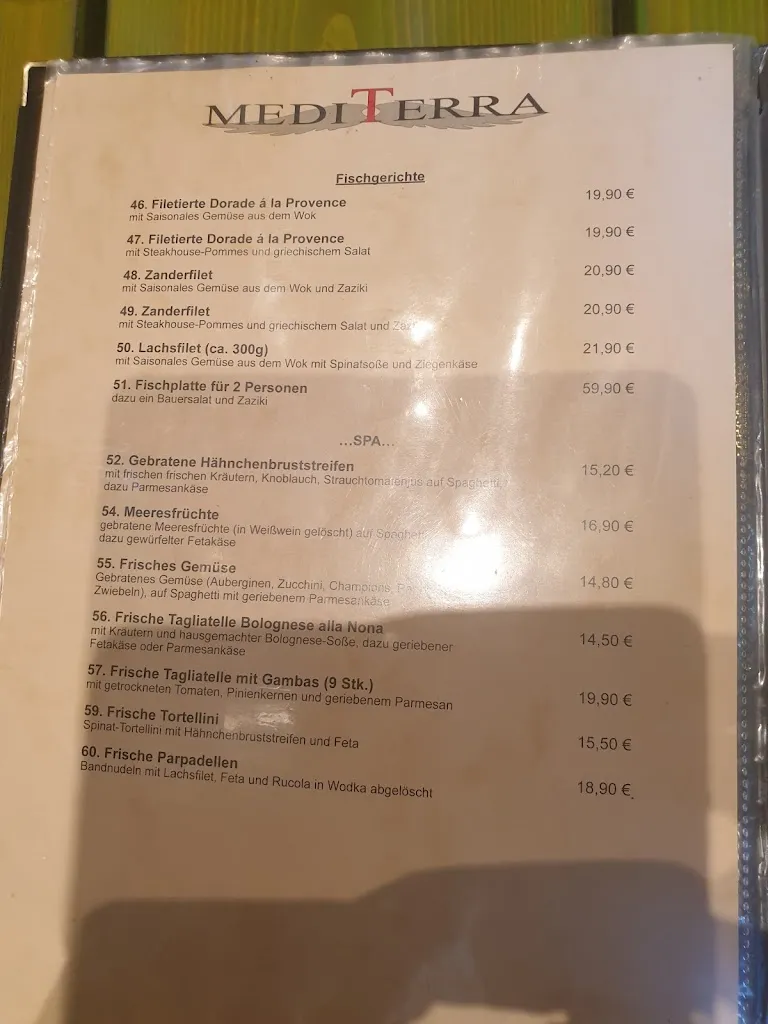 MEDITERRA
Fischgerichte
46. Filetierte Dorade á la Provence 19,90 €
mit Saisonales Gemüse aus dem Wok
47. Filetierte Dorade á la Provence 19,90 €
mit Steakhouse-Pommes und griechischem Salat
48. Zanderfilet 20,90 €
mit Saisonales Gemüse aus dem Wok und Zaziki
49. Zanderfilet 20,90 €
mit Steakhouse-Pommes und griechischem Salat und
50. Lachsfilet (ca. 300g) 21,90 €
mit Saisonales Gemüse aus dem Wok mit Spinatsoße und Ziegenkäse
51. Fischplatte für 2 Personen 59,90 €
dazu ein Bauersalat und Zaziki
...SPA...
52. Gebratene Hähnchenbruststreifen 15,20 €
mit frischen frischen Kräutern, Knoblauch, Strauchtomatenjus auf Spaghetti,
dazu Parmesankäse
54. Meeresfrüchte 16,90 €
gebratene Meeresfrüchte (in Weißwein gelöscht) auf
dazu gewürfelter Fetakäse
55. Frisches Gemüse 14,80 €
Gebratenes Gemüse (Auberginen, Zucchini,
Zwiebeln), auf Spaghetti mit geriebenem Parmesankäse
56. Frische Tagliatelle Bolognese alla Nona 14,50 €
mit Kräutern und hausgemachter Bolognese-Soße, dazu geriebener
Fetakäse oder Parmesankäse
57. Frische Tagliatelle mit Gambas (9 Stk.) 19,90 €
mit getrockneten Tomaten, Pinienkernen und geriebenem Parmesan
59. Frische Tortellini 15,50 €
Spinat-Tortellini mit Hähnchenbruststreifen und Feta
60. Frische Parpadellen 18,90 €.
Bandnudeln mit Lachsfilet, Feta und Rucola in Wodka abgelöscht